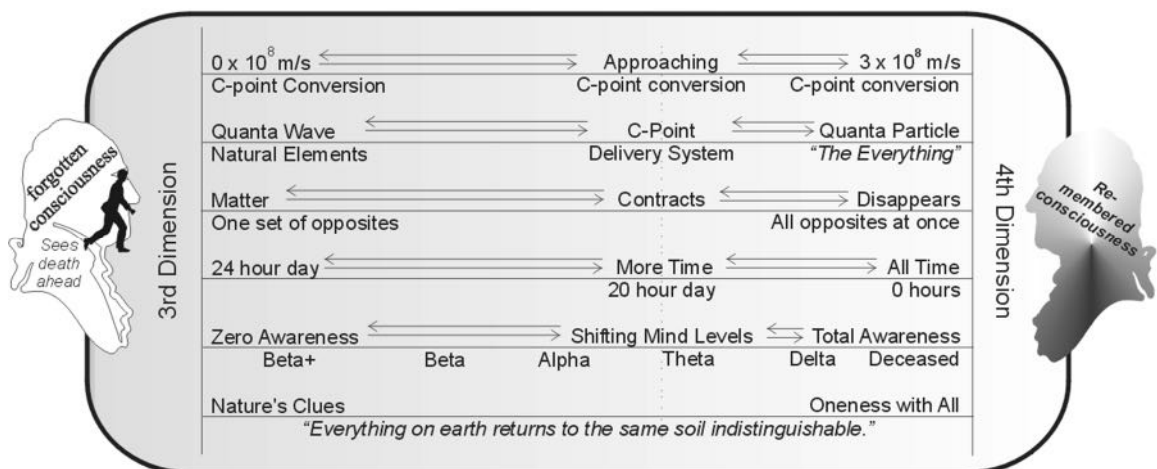 0 x 10⁸ m/s Approaching 3 x 10⁸ m/s
C-point Conversion C-point conversion C-point conversion
Quanta Wave C-Point Quanta Particle
Natural Elements Delivery System “The Everything”
Matter Contracts Disappears
One set of opposites All opposites at once
24 hour day More Time All Time
20 hour day 0 hours
Zero Awareness Shifting Mind Levels Total Awareness
Beta+ Beta Alpha Theta Delta Deceased
Nature's Clues Oneness with All
“Everything on earth returns to the same soil indistinguishable.”
forgotten
consciousness
Sees
death
ahead
3rd Dimension
4th Dimension
Re-
membered
consciousness